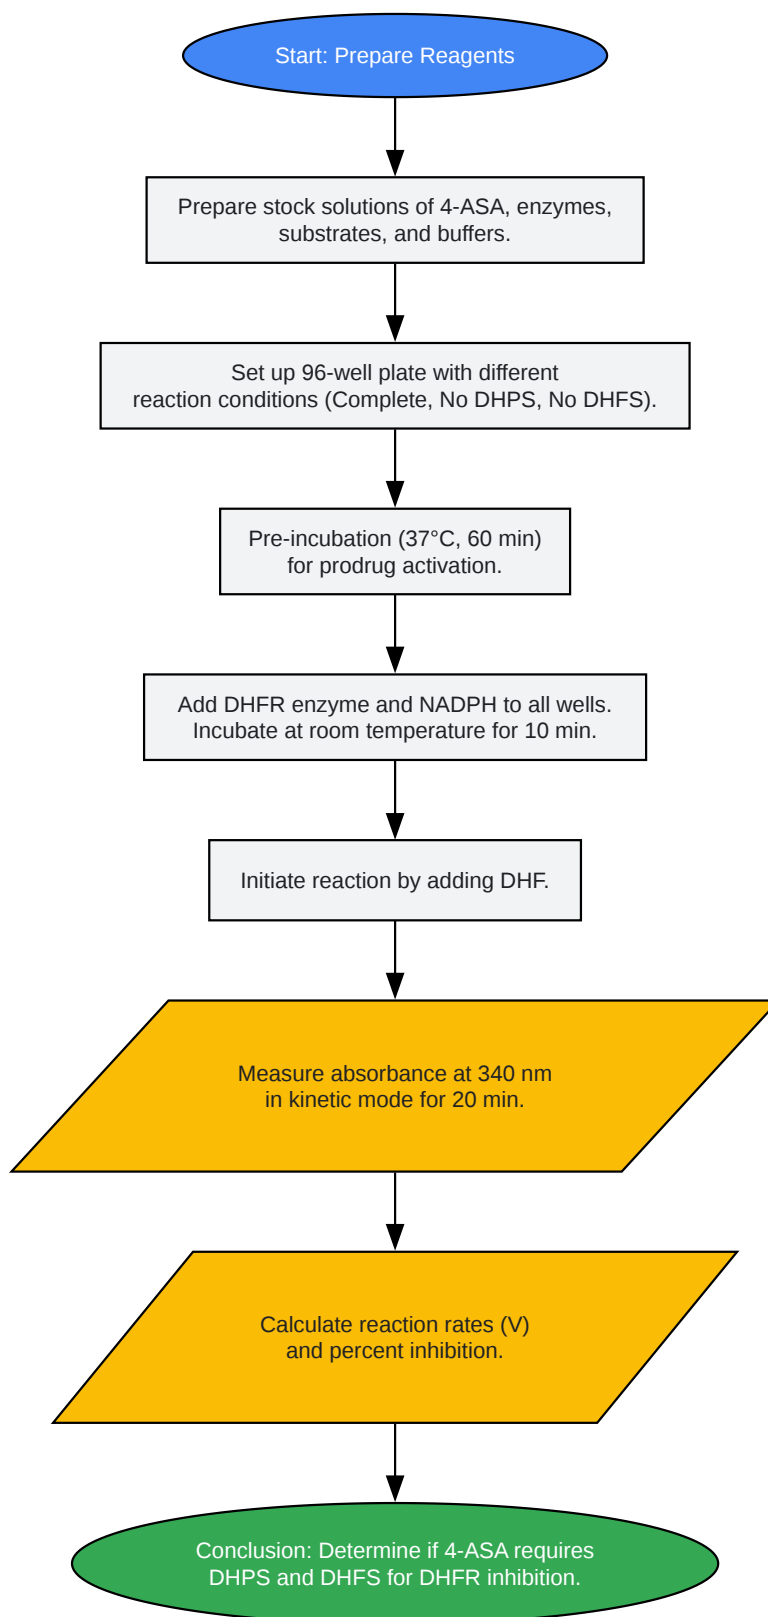 Start: Prepare Reagents
Prepare stock solutions of 4-ASA, enzymes,
substrates, and buffers.
Set up 96-well plate with different
reaction conditions (Complete, No DHPS, No DHFS).
Pre-incubation (37°C, 60 min)
for prodrug activation.
Add DHFR enzyme and NADPH to all wells.
Incubate at room temperature for 10 min.
Initiate reaction by adding DHF.
Measure absorbance at 340 nm
in kinetic mode for 20 min.
Calculate reaction rates (V)
and percent inhibition.
Conclusion: Determine if 4-ASA requires
DHPS and DHFS for DHFR inhibition.